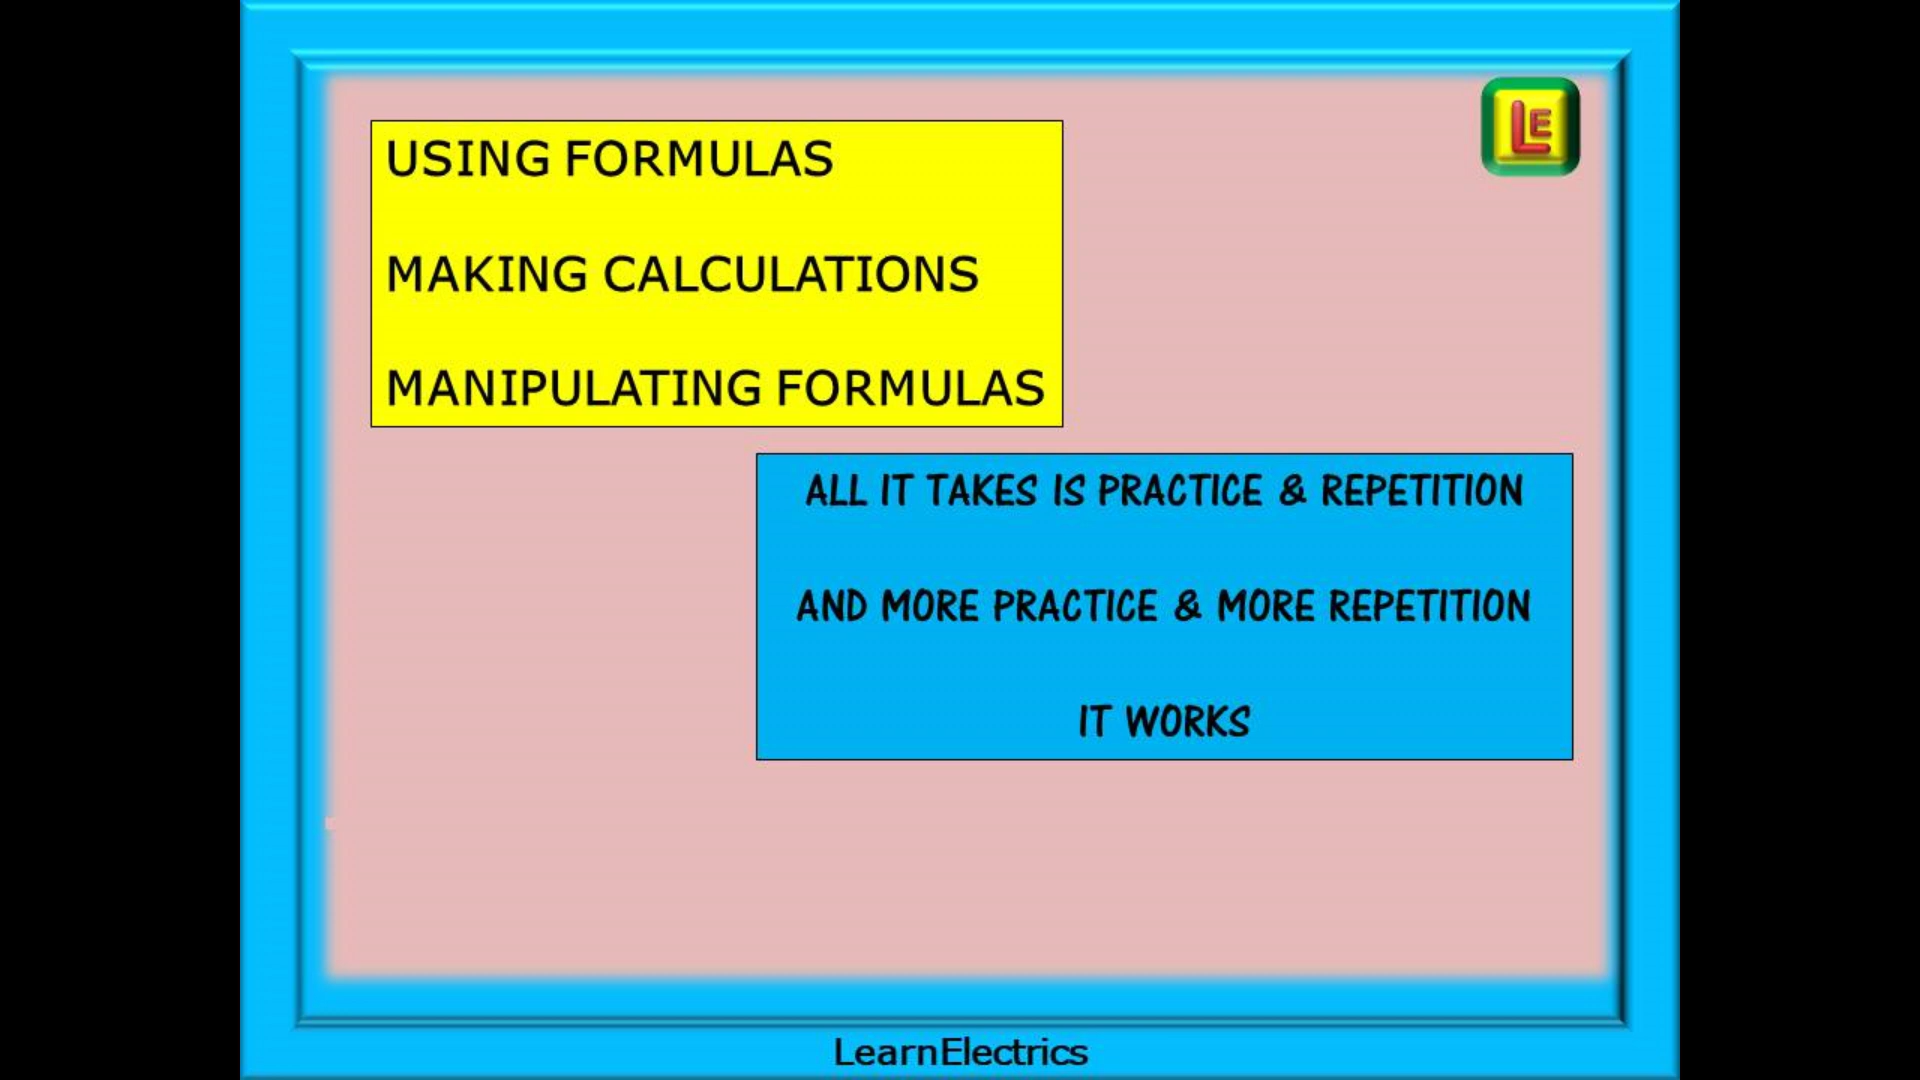 LE
USING FORMULAS
MAKING CALCULATIONS
MANIPULATING FORMULAS
ALL IT TAKES IS PRACTICE & REPETITION
AND MORE PRACTICE & MORE REPETITION
IT WORKS
LearnElectrics